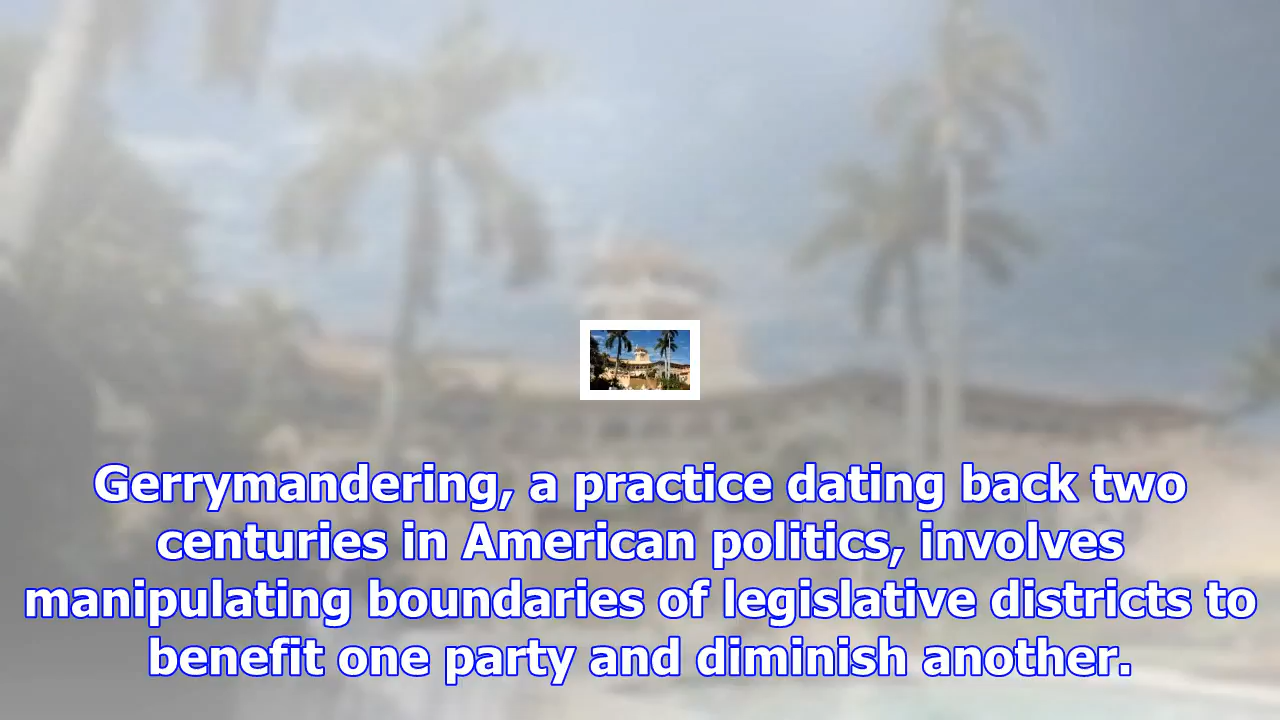 Gerrymandering, a practice dating back two
centuries in American politics, involves
manipulating boundaries of legislative districts to
benefit one party and diminish another.